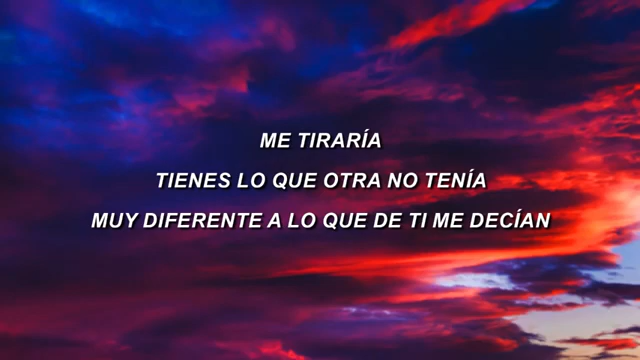 ME TIRARÍA
TIENES LO QUE OTRA NO TENÍA
MUY DIFERENTE A LO QUE DE TI ME DECÍAN